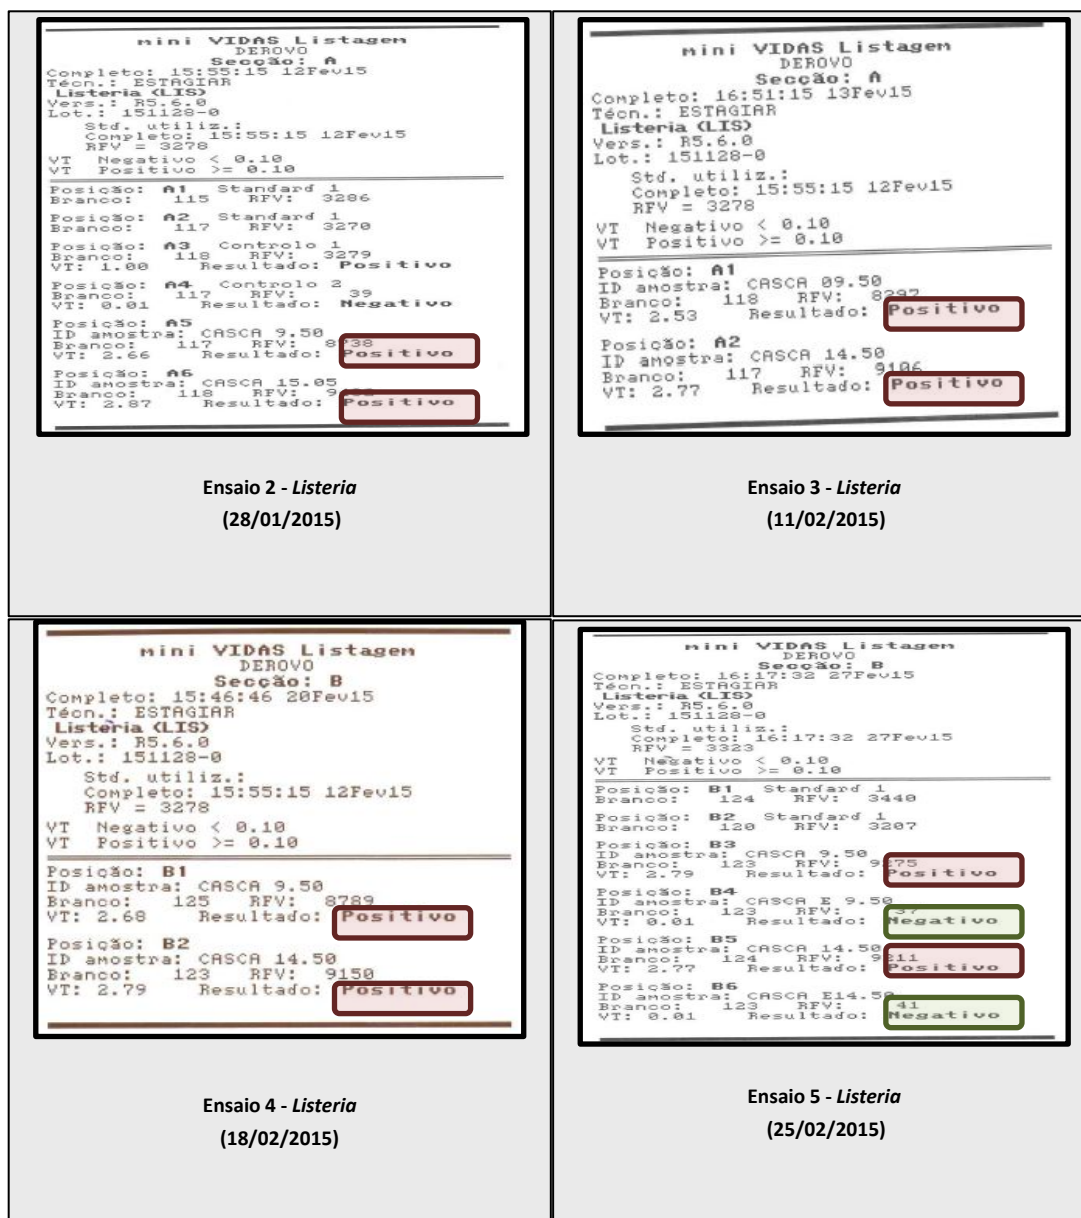 mini VIDAS Listagem
DEROVO
Secção: A
Completo: 15:55:15 12Fev15
Técn.: ESTAGIAR
Listeria (LIS)
Vers.: R5.6.0
Lot.: 151128-0
Std. utiliz.:
Completo: 15:55:15 12Fev15
RFV = 3278
VT Negativo < 0.10
VT Positivo >= 0.10
Posição: A1 Standard 1
Branco: 115 RFV: 3286
Posição: A2 Standard 1
Branco: 117 RFV: 3270
Posição: A3 Controlo 1
Branco: 118 RFV: 3279
VT: 1.00 Resultado: Positivo
Posição: A4 Controlo 2
Branco: 117 RFV: 39
VT: 0.01 Resultado: Negativo
Posição: A5
ID amostra: CASCA 9.50
Branco: 117 RFV:
VT: 2.66 Resultado: Positivo
Posição: A6
ID amostra: CASCA 15.05
Branco: 118 RFV:
VT: 2.87 Resultado: Positivo
Ensaio 2 - Listeria
(28/01/2015)
mini VIDAS Listagem
DEROVO
Secção: A
Completo: 16:51:15 13Fev15
Técn.: ESTAGIAR
Listeria (LIS)
Vers.: R5.6.0
Lot.: 151128-0
Std. utiliz.:
Completo: 15:55:15 12Fev15
RFV = 3278
VT Negativo < 0.10
VT Positivo >= 0.10
Posição: A1
ID amostra: CASCA 09.50
Branco: 118 RFV: 8297
VT: 2.53 Resultado: Positivo
Posição: A2
ID amostra: CASCA 14.50
Branco: 117 RFV: 9106
VT: 2.77 Resultado: Positivo
Ensaio 3 - Listeria
(11/02/2015)
mini VIDAS Listagem
DEROVO
Secção: B
Completo: 15:46:46 20Fev15
Técn.: ESTAGIAR
Listeria (LIS)
Vers.: R5.6.0
Lot.: 151128-0
Std. utiliz.:
Completo: 15:55:15 12Fev15
RFV = 3278
VT Negativo < 0.10
VT Positivo >= 0.10
Posição: B1
ID amostra: CASCA 9.50
Branco: 125 RFV: 8789
VT: 2.68 Resultado: Positivo
Posição: B2
ID amostra: CASCA 14.50
Branco: 123 RFV: 9150
VT: 2.79 Resultado: Positivo
Ensaio 4 - Listeria
(18/02/2015)
mini VIDAS Listagem
DEROVO
Secção: B
Completo: 16:17:32 27Fev15
Técn.: ESTAGIAR
Listeria (LIS)
Vers.: R5.6.0
Lot.: 151128-0
Std. utiliz.:
Completo: 16:17:32 27Fev15
RFV = 3323
VT Negativo < 0.10
VT Positivo >= 0.10
Posição: B1 Standard 1
Branco: 124 RFV: 3440
Posição: B2 Standard 1
Branco: 120 RFV: 3207
Posição: B3
ID amostra: CASCA 9.50
Branco: 123 RFV: 9275
VT: 2.79 Resultado: Positivo
Posição: B4
ID amostra: CASCA E 9.50
Branco: 123 RFV: 37
VT: 0.01 Resultado: Negativo
Posição: B5
ID amostra: CASCA 14.50
Branco: 124 RFV: 9211
VT: 2.77 Resultado: Positivo
Posição: B6
ID amostra: CASCA E14.50
Branco: 123 RFV: 41
VT: 0.01 Resultado: Negativo
Ensaio 5 - Listeria
(25/02/2015)